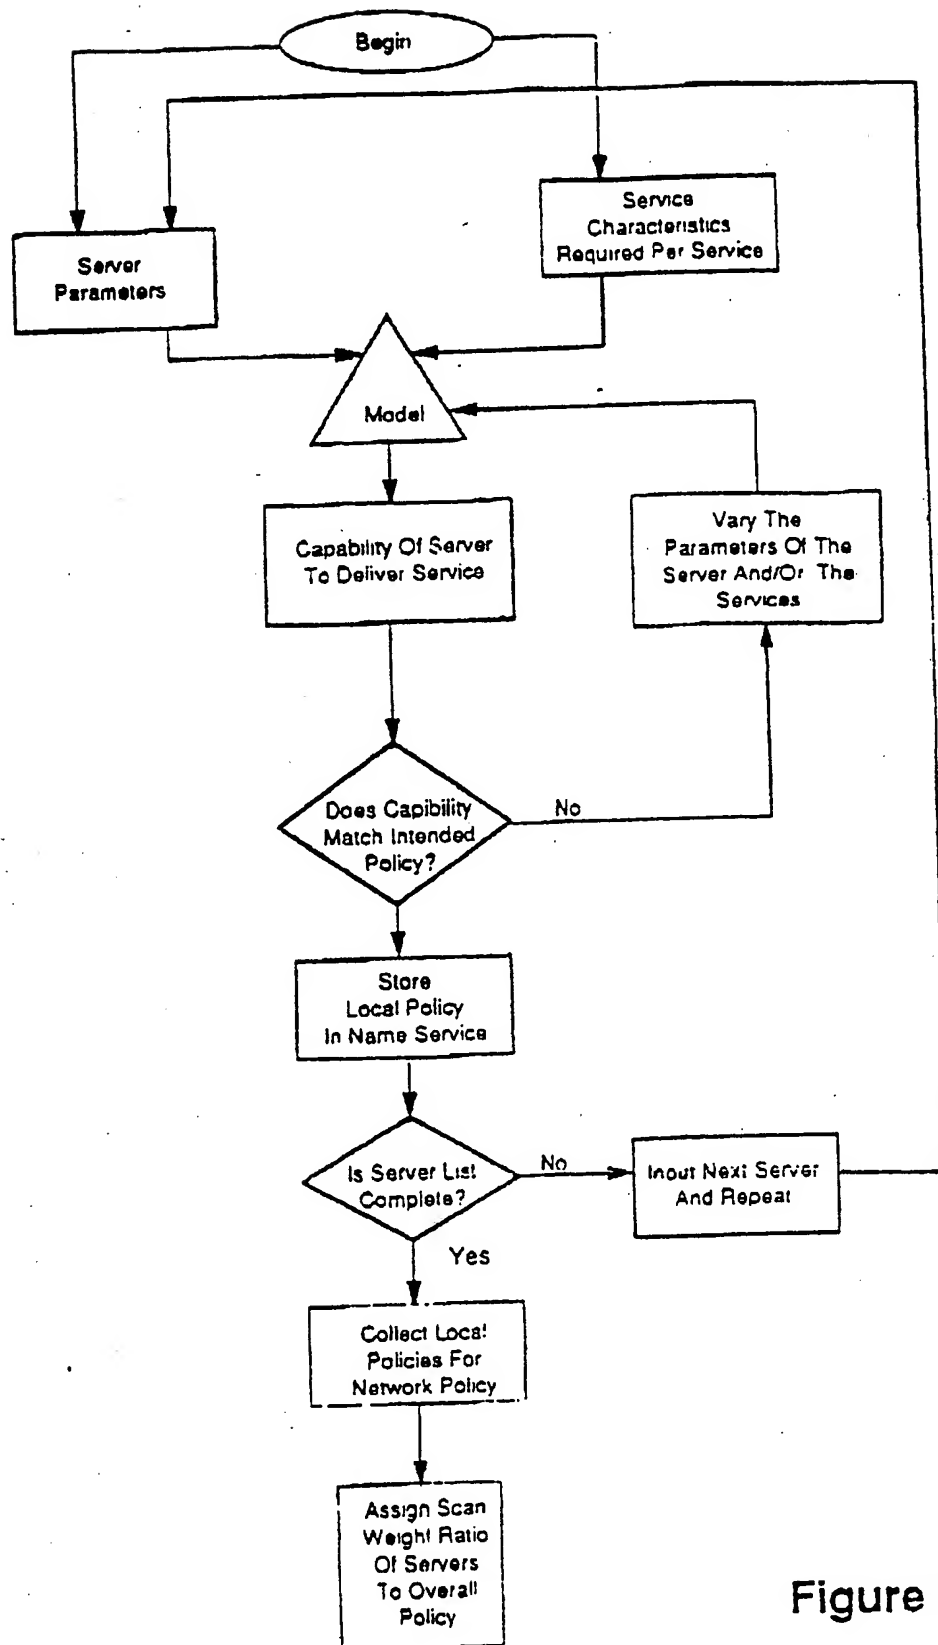 Begin
Service
Characteristics
Required Per Service
Server
Parameters
Model
Capability Of Server
To Deliver Service
Vary The
Parameters Of The
Server And/Or The
Services
Does Capibility
Match Intended
Policy?
No
Store
Local Policy
In Name Service
Is Server List
Complete?
No
Input Next Server
And Repeat
Yes
Collect Local
Policies For
Network Policy
Assign Scan
Weight Ratio
Of Servers
To Overall
Policy
Figure